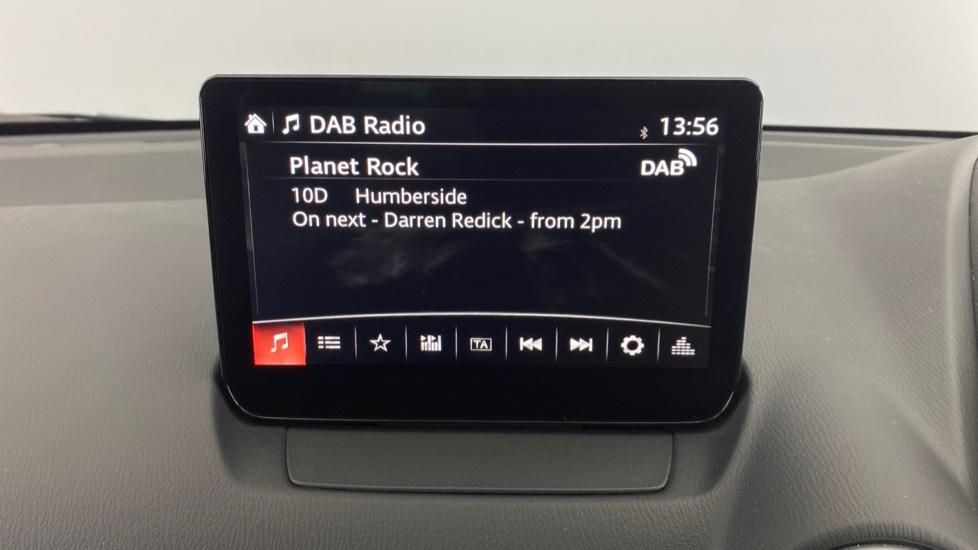 DAB Radio 13:56
Planet Rock DAB
10D Humberside
On next - Darren Redick - from 2pm
TA